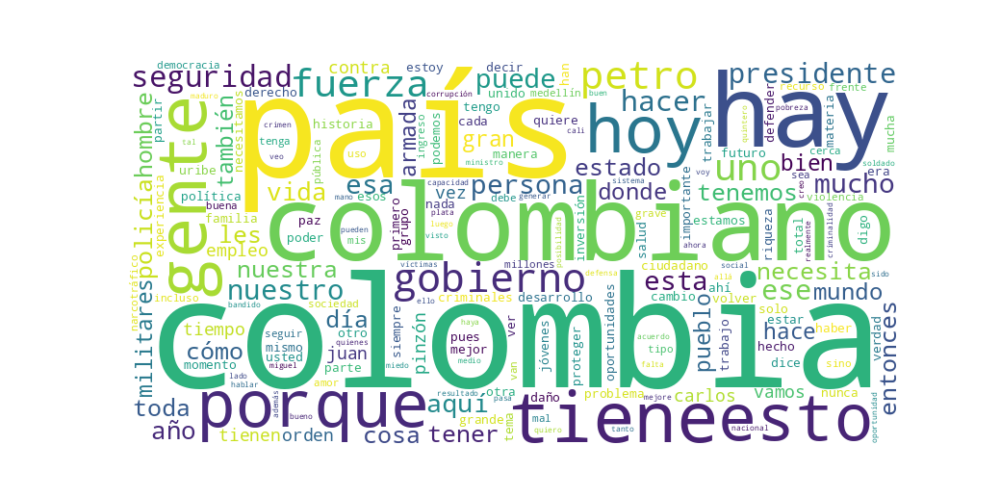 democracia estoy decir han
seguridad contra puede petro presidente
fuerza unido medellín buen recurso frente
maduro derecho corrupción hacer defender pobreza
partir tal necesitamos país hay
hombre también crimen historia armada tengo cada quiere hoy trabajar materia quintero mucha
gente tenga ingreso podemos gran manera cali
policía uribe veo pública uso ministro estado futuro cerca soldado era
experiencia política vida esa vez persona donde uno voy bien sea creo violencia
buena mano esos capacidad debe sistema generar tenemos mucho
familia paz nada plata importante estamos
les poder mis primero grupo luego visto posibilidad inversión grave salud riqueza total realmente digo criminalidad
empleo pueden colombiano ahora
narcotráfico nuestra víctimas millones defensa ciudadano social allá necesita sido
incluso gobierno esta ahí
militares nuestro bandido sociedad ello criminales desarrollo cambio volver ese mundo
colombia
tiempo día otro siempre pinzón haya ver jóvenes proteger oportunidades pueblo solo estar haber verdad entonces
cómo seguir quienes pues acuerdo hace
momento mismo usted juan mejor tipo trabajo hecho dice sino
lado miguel parte miedo medio van falta
hablar amor resultado pasa otra problema carlos vamos nunca
toda porque aquí daño mejore tieneesto oportunidad
además grande
año bueno tema mal tanto nacional
tienen orden cosa tener quiero